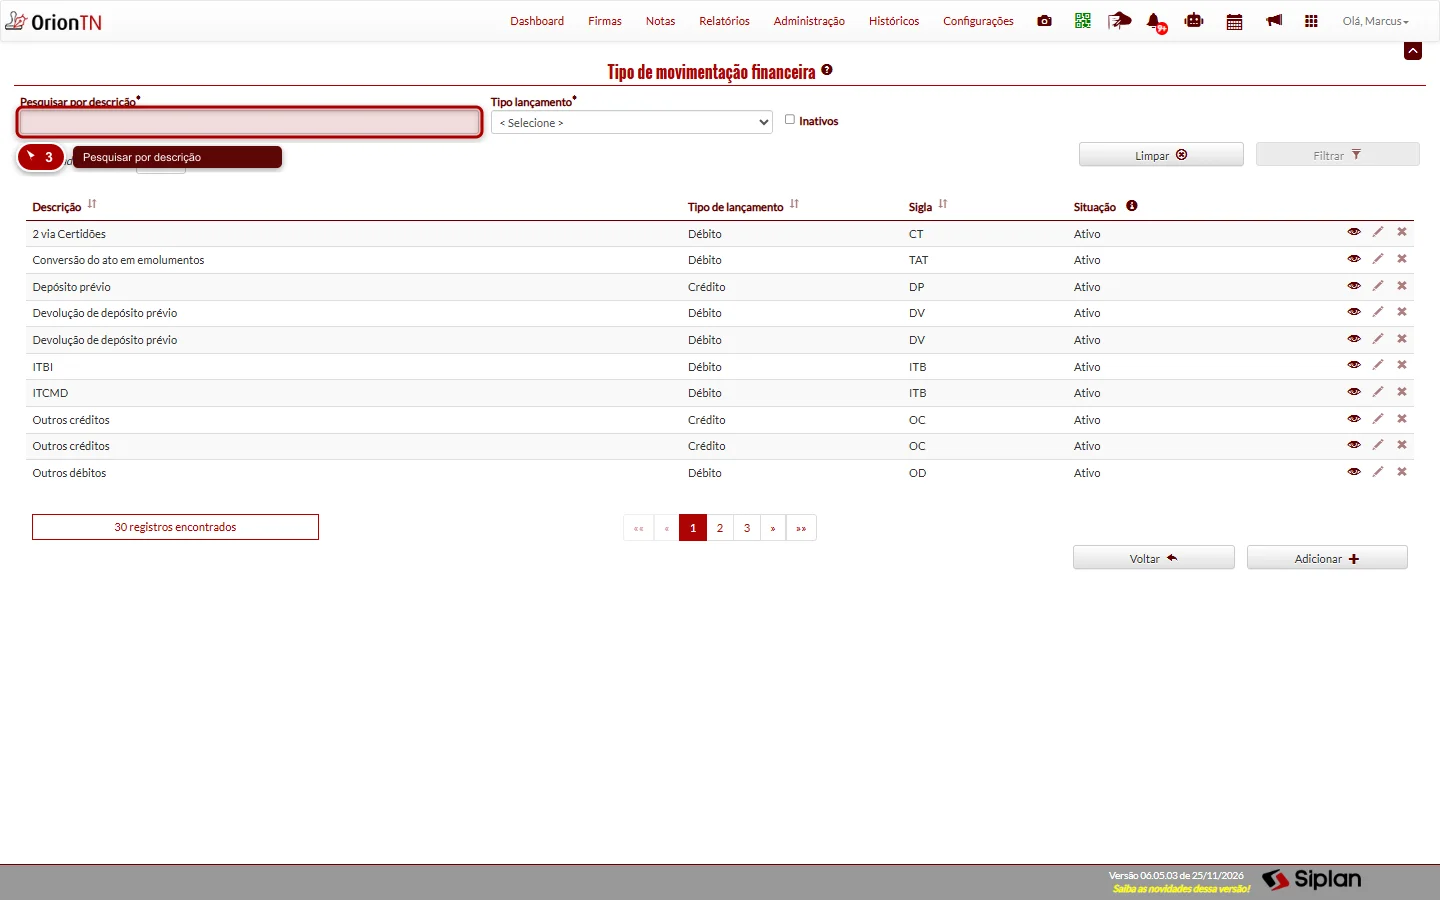 OrionTN
Dashboard Firmas Notas Relatórios Administração Históricos Configurações 9+ Olá, Marcus
Tipo de movimentação financeira
Pesquisar por descrição*
Tipo lançamento*
< Selecione >
Inativos
3
Pesquisar por descrição
Limpar
Filtrar
Descrição Tipo de lançamento Sigla Situação
2 via Certidões Débito CT Ativo
Conversão do ato em emolumentos Débito TAT Ativo
Depósito prévio Crédito DP Ativo
Devolução de depósito prévio Débito DV Ativo
Devolução de depósito prévio Débito DV Ativo
ITBI Débito ITB Ativo
ITCMD Débito ITB Ativo
Outros créditos Crédito OC Ativo
Outros créditos Crédito OC Ativo
Outros débitos Débito OD Ativo
30 registros encontrados
«« « 1 2 3 » »»
Voltar
Adicionar
Versão 06.05.03 de 25/11/2026
Saiba as novidades dessa versão!
Siplan